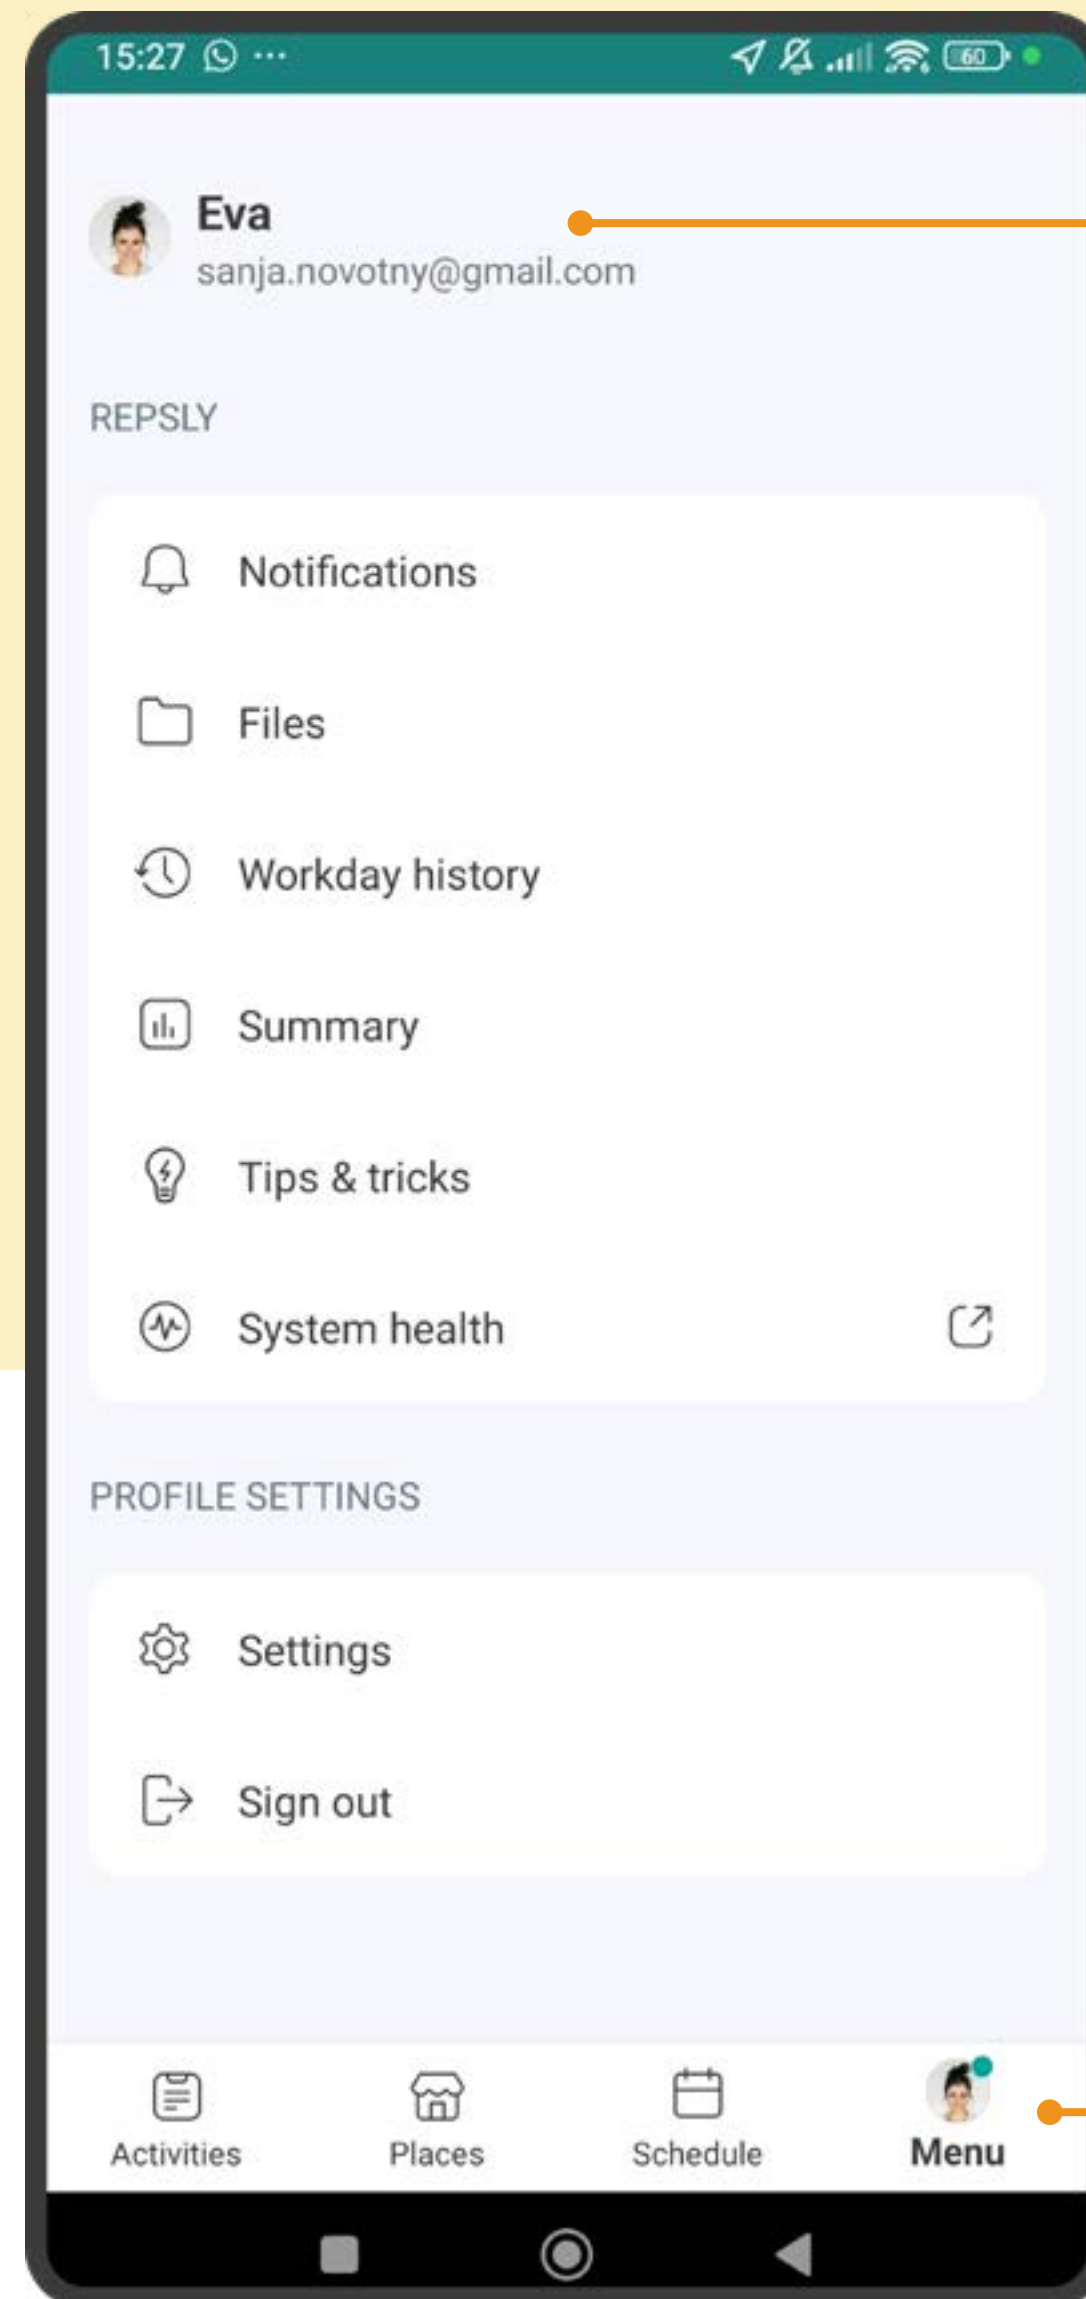 15:27
60
Eva
sanja.novotny@gmail.com
REPSLY
Notifications
Files
Workday history
Summary
Tips & tricks
System health
PROFILE SETTINGS
Settings
Sign out
Activities Places Schedule Menu